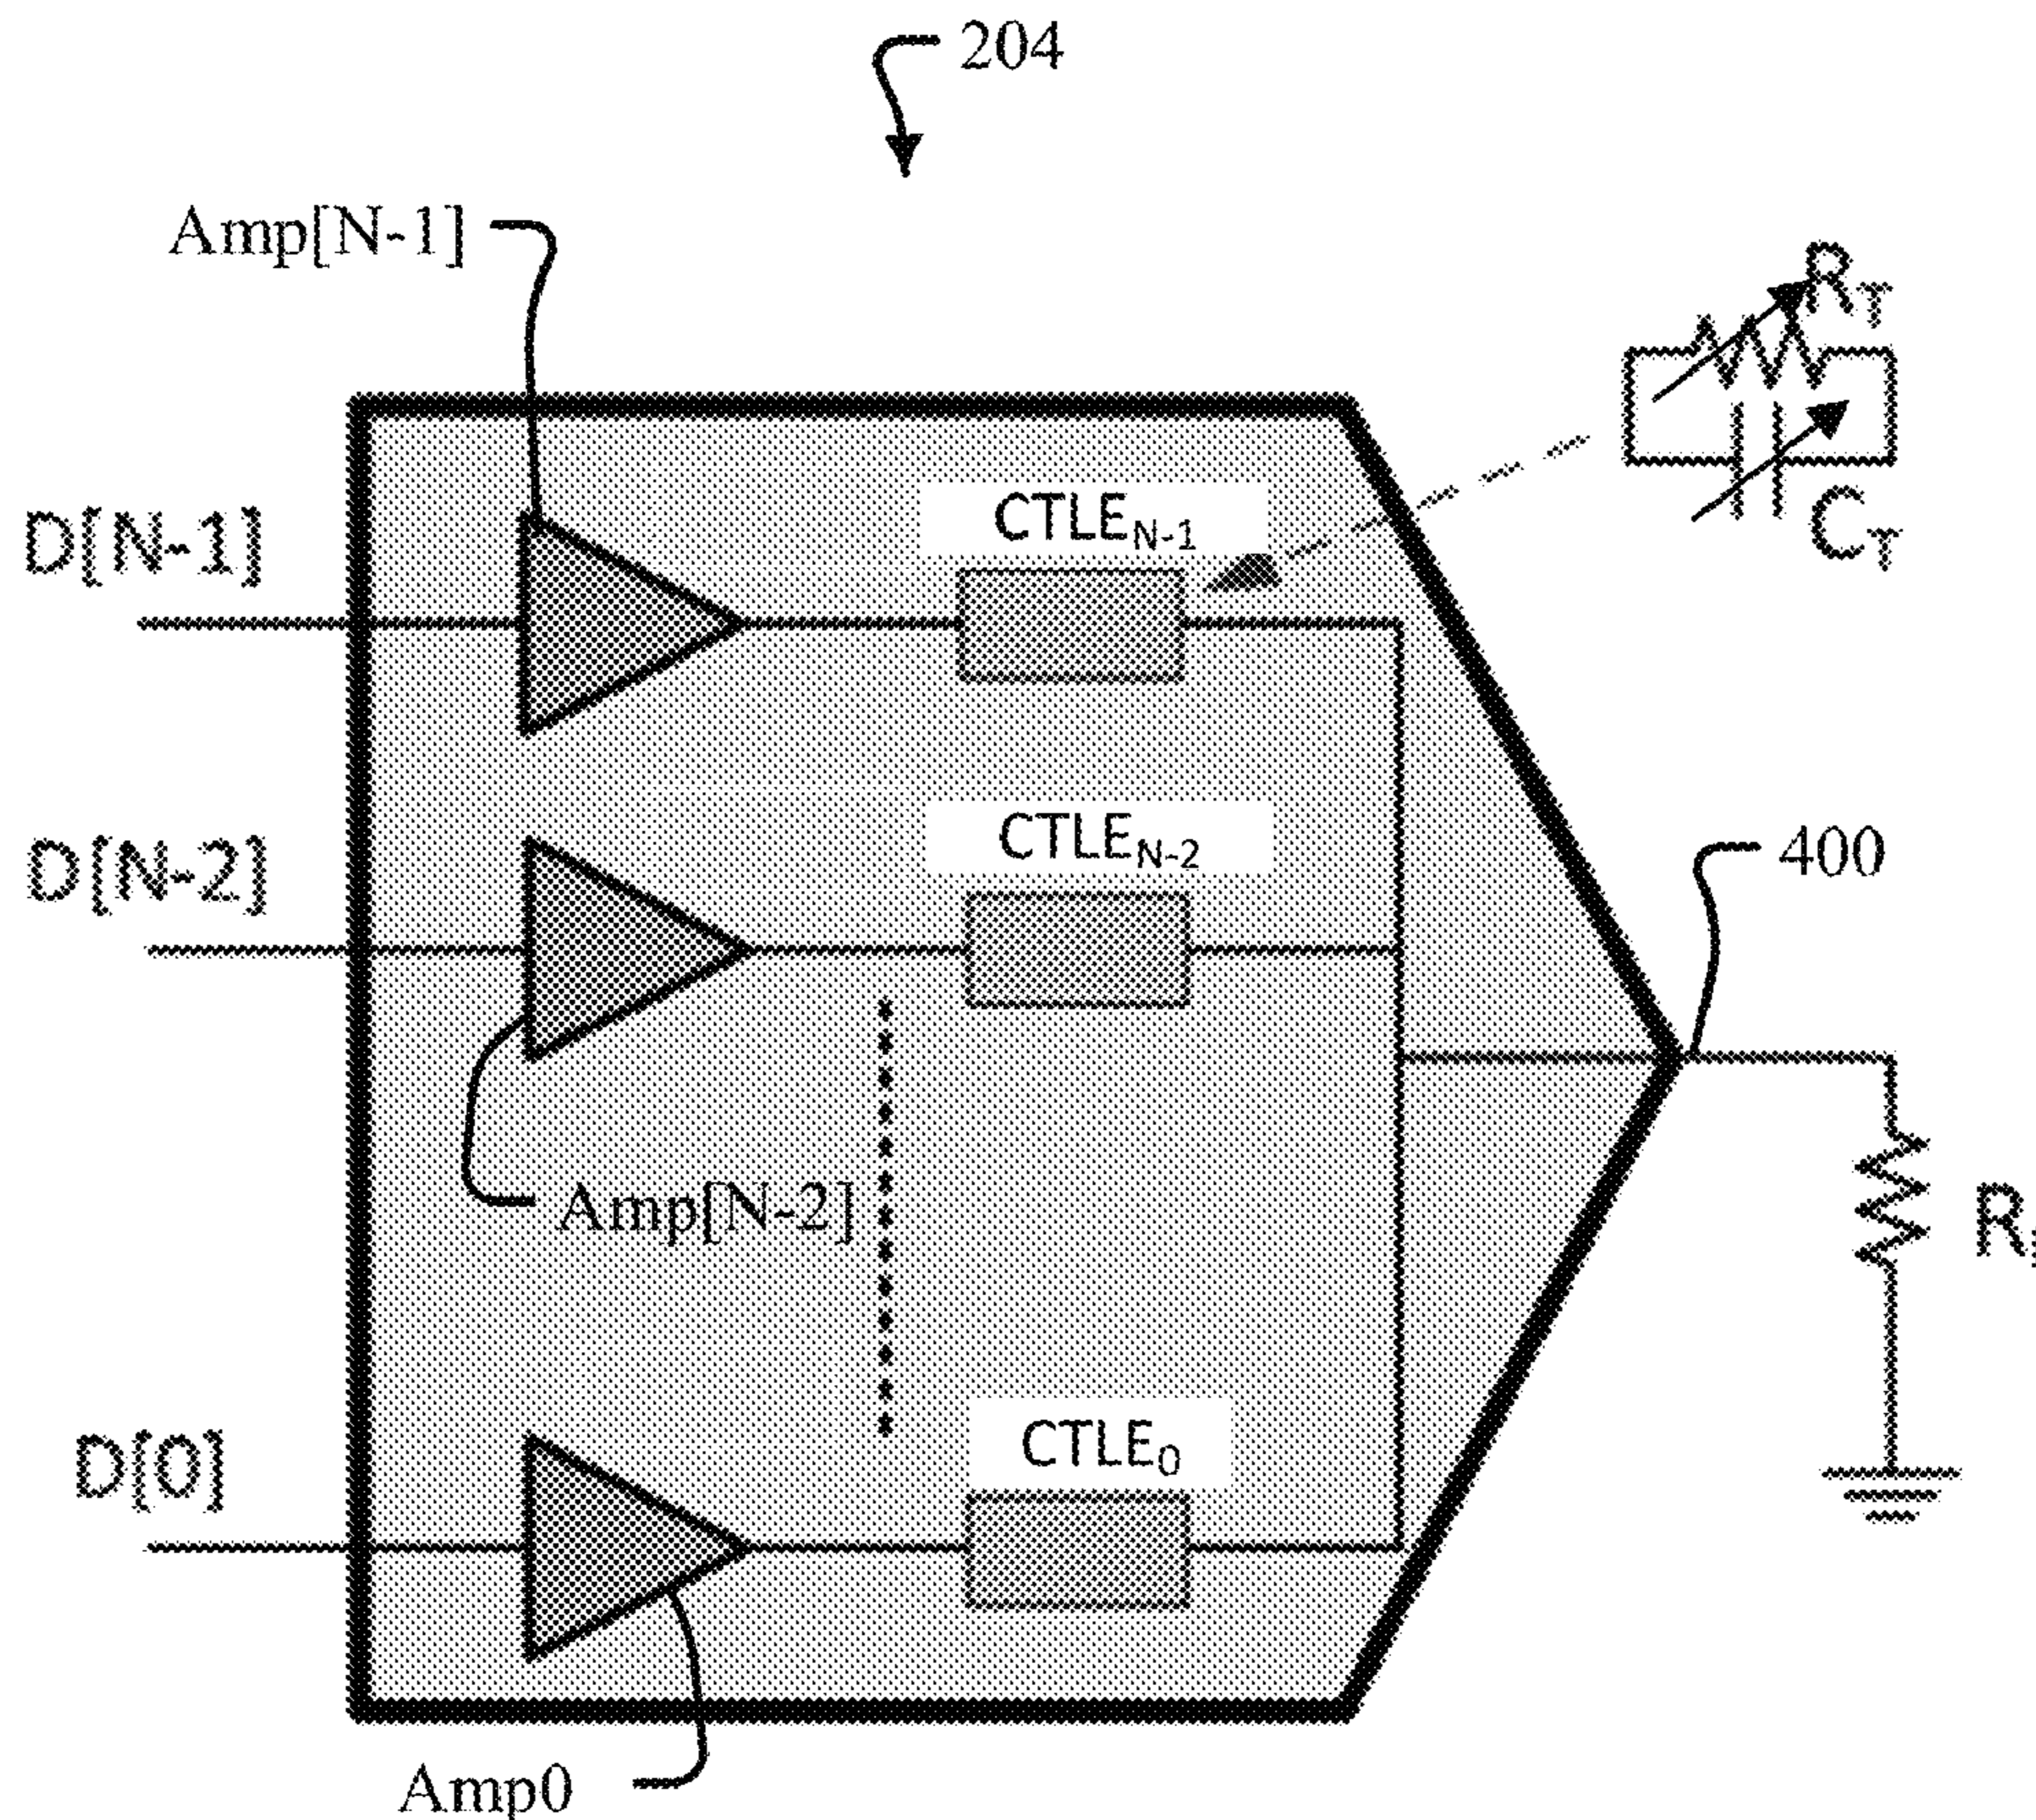 204
Amp[N-1]
R_T
C_T
D[N-1]
CTLE_N-1
D[N-2]
CTLE_N-2
400
Amp[N-2]
R
D[0]
CTLE_0
Amp0